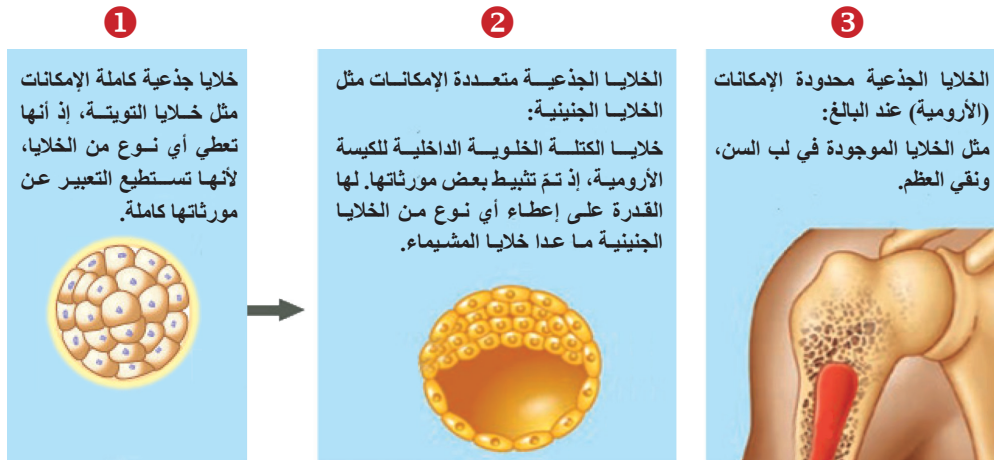 1
خلايا جذعية كاملة الإمكانات
مثل خلايا التويتة، إذ أنها
تعطي أي نوع من الخلايا،
لأنها تستطيع التعبير عن
مورثاتها كاملة.
2
الخلايا الجذعية متعددة الإمكانات مثل
الخلايا الجنينية:
خلايا الكتلة الخلوية الداخلية للكيسة
الأرومية، إذ تمّ تثبيط بعض مورثاتها. لها
القدرة على إعطاء أي نوع من الخلايا
الجنينية ما عدا خلايا المشيماء.
3
الخلايا الجذعية محدودة الإمكانات
(الأرومية) عند البالغ:
مثل الخلايا الموجودة في لب السن،
ونقي العظم.